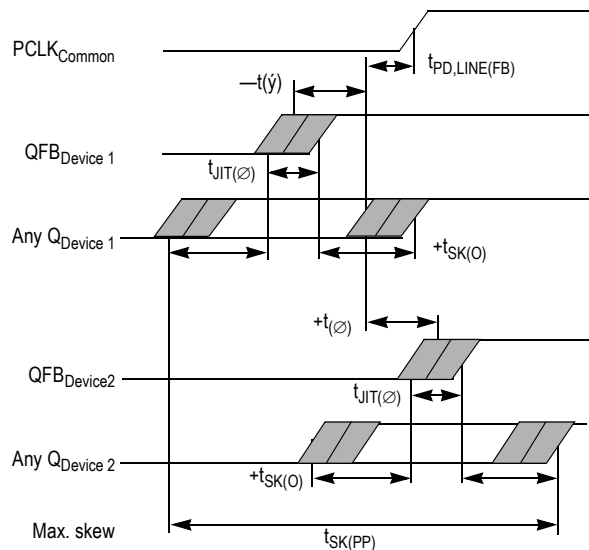 PCLKCommon
tPD,LINE(FB)
—t(ý)
QFBDevice 1
tJIT(∅)
Any QDevice 1
+tSK(O)
+t(∅)
QFBDevice2
tJIT(∅)
Any QDevice 2
+tSK(O)
Max. skew
tSK(PP)